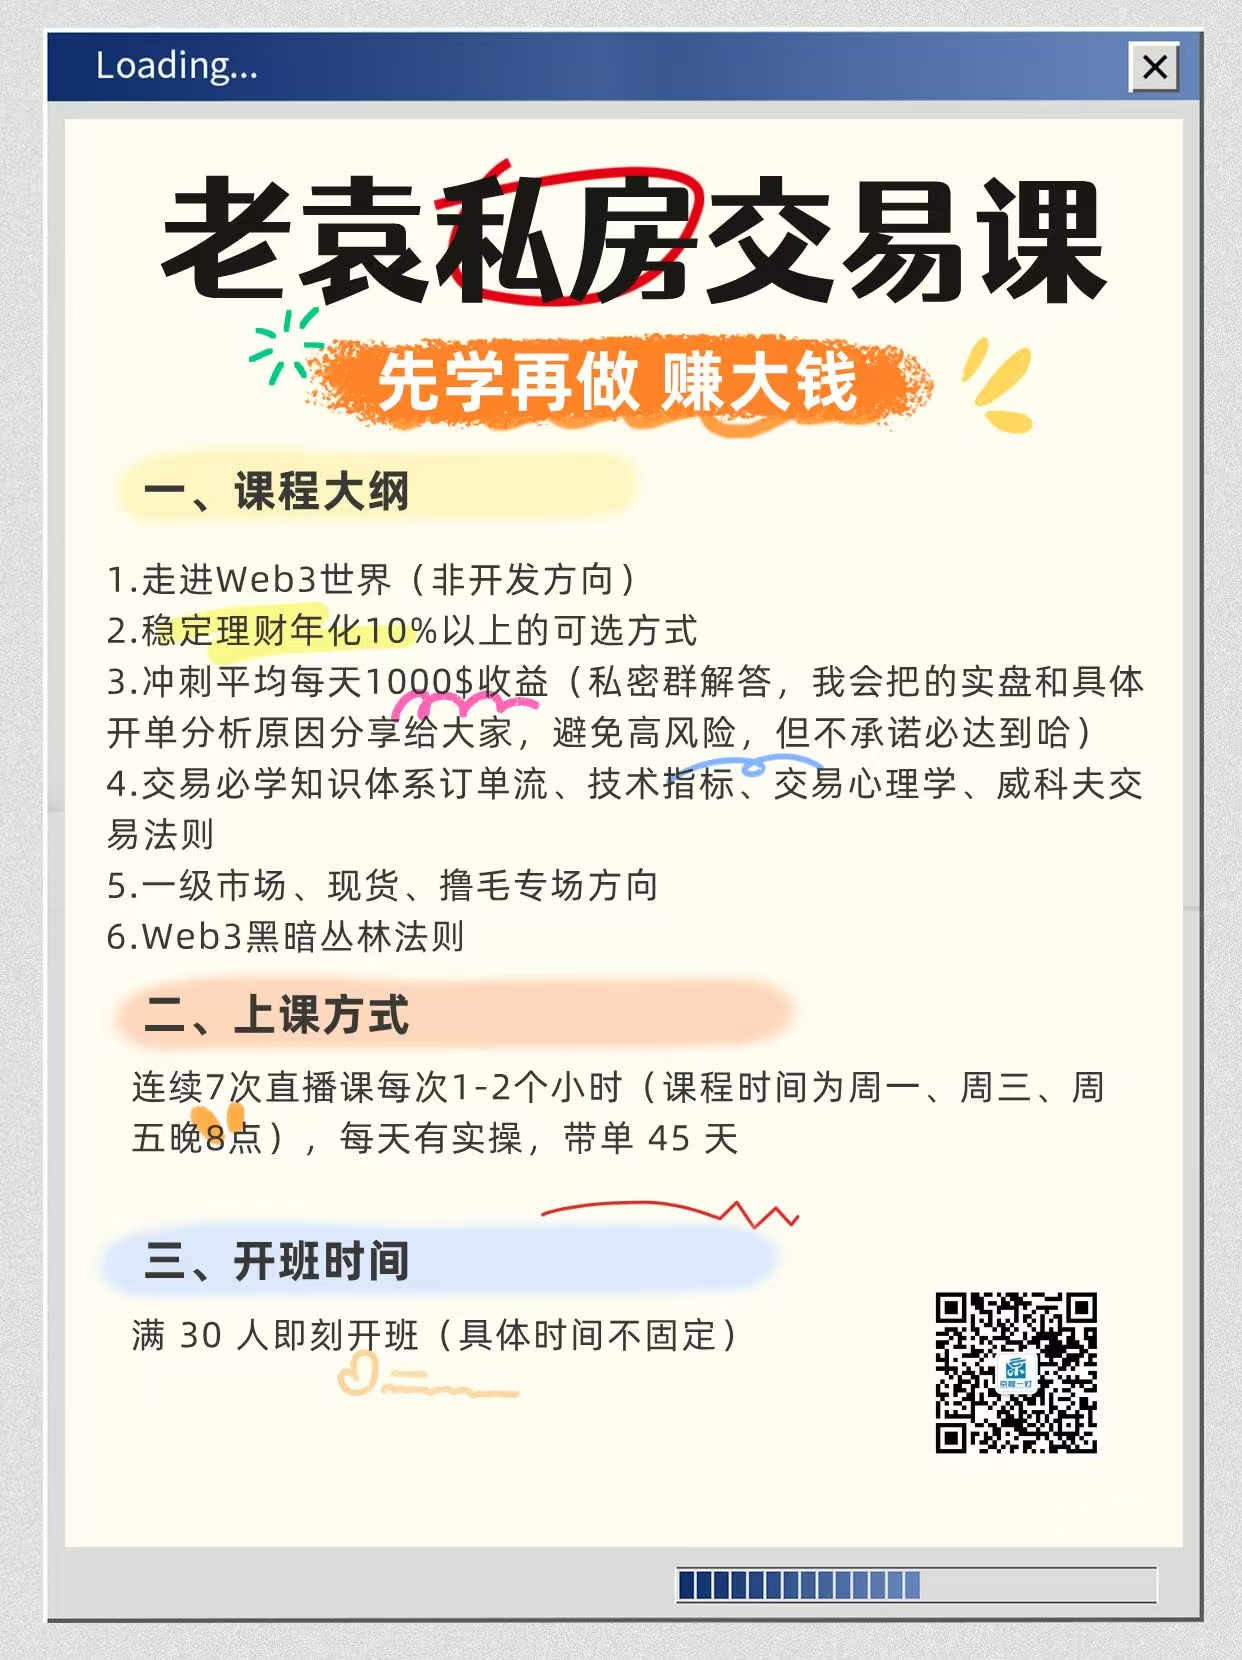 Loading...
老袁私房交易课
先学再做 赚大钱
一、课程大纲
1.走进Web3世界（非开发方向）
2.稳定理财年化10%以上的可选方式
3.冲刺平均每天1000$收益（私密群解答，我会把的实盘和具体
开单分析原因分享给大家，避免高风险，但不承诺必达到哈）
4.交易必学知识体系订单流、技术指标、交易心理学、威科夫交
易法则
5.一级市场、现货、撸毛专场方向
6.Web3黑暗丛林法则
二、上课方式
连续7次直播课每次1-2个小时（课程时间为周一、周三、周
五晚8点），每天有实操，带单 45 天
三、开班时间
满 30 人即刻开班（具体时间不固定）
京程一灯